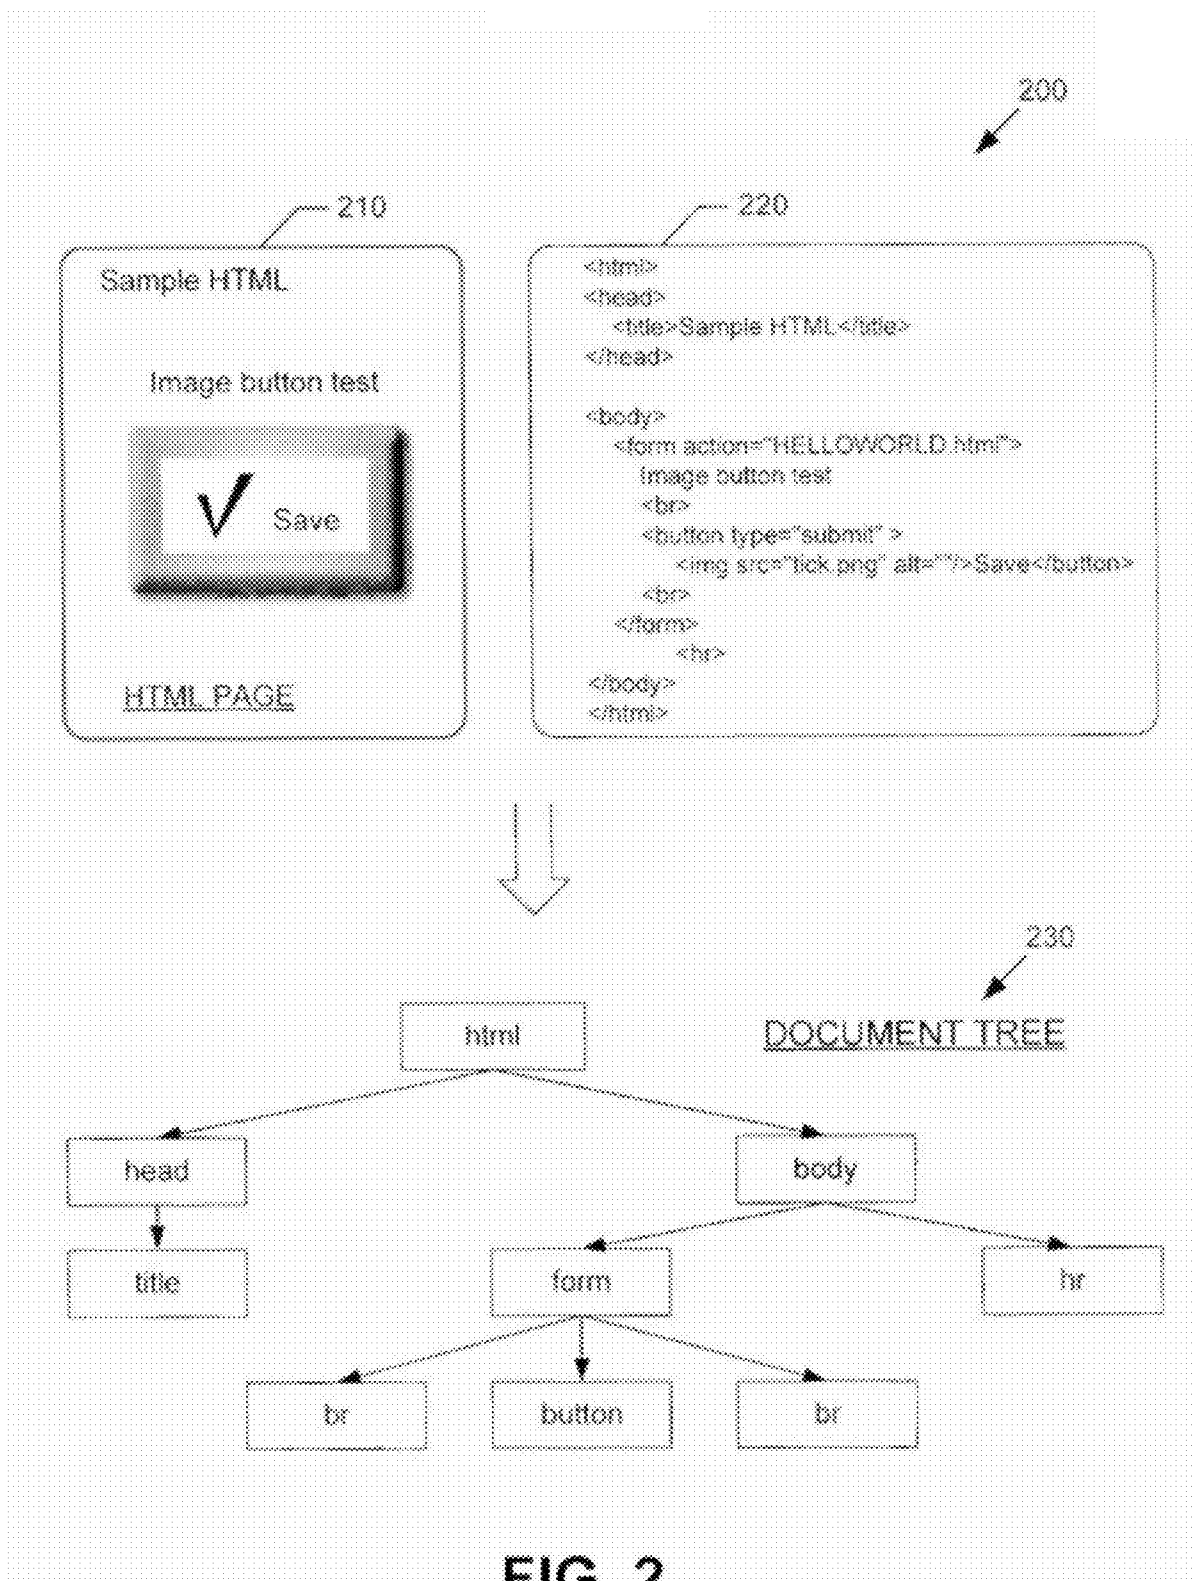 200
210
220
Sample HTML
Image button test
Save
HTML PAGE
<html>
<head>
<title>Sample HTML</title>
</head>
<body>
<form action="HELLOWORLD.html">
Image button test
<br>
<button type="submit" >
<img src="tick.png" alt=""/>Save</button>
<br>
</form>
<hr>
</body>
</html>
230
DOCUMENT TREE
html
head
body
title
form
hr
br
button
br
FIG. 2